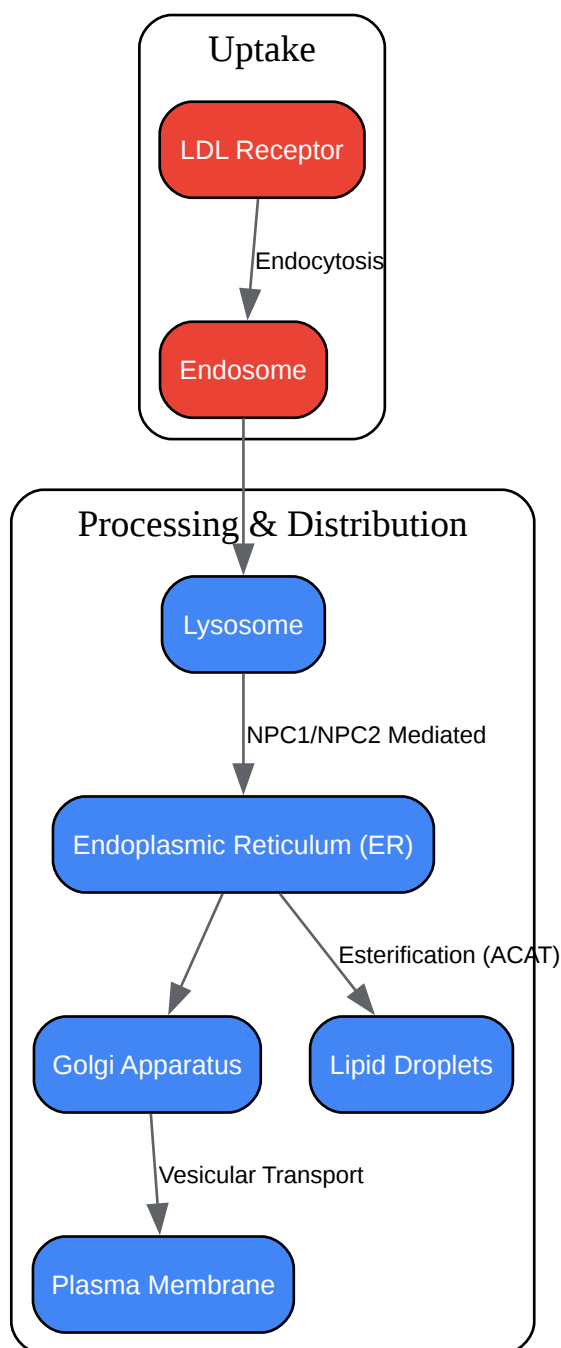 Uptake
LDL Receptor
Endocytosis
Endosome
Processing & Distribution
Lysosome
NPC1/NPC2 Mediated
Endoplasmic Reticulum (ER)
Esterification (ACAT)
Golgi Apparatus
Lipid Droplets
Vesicular Transport
Plasma Membrane